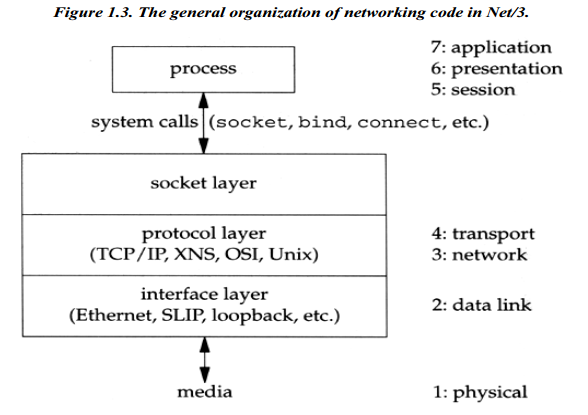 Figure 1.3. The general organization of networking code in Net/3.
process
7: application
6: presentation
5: session
system calls (socket, bind, connect, etc.)
socket layer
protocol layer
(TCP/IP, XNS, OSI, Unix)
4: transport
3: network
interface layer
(Ethernet, SLIP, loopback, etc.)
2: data link
media
1: physical